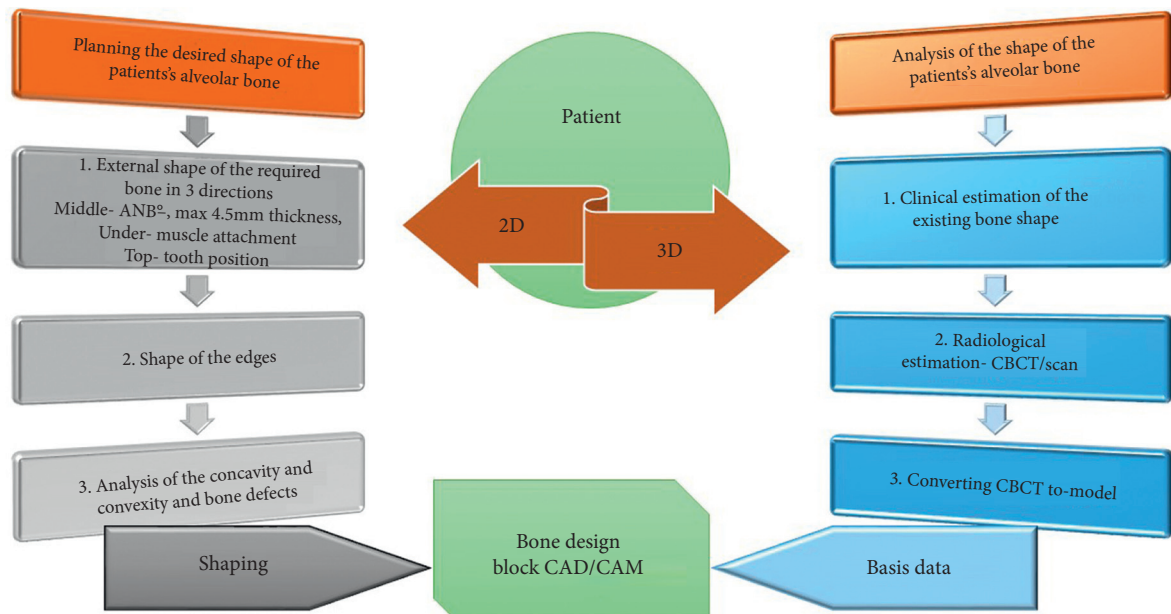 Planning the desired shape of the
patients's alveolar bone
1. External shape of the required
bone in 3 directions
Middle- ANBº, max 4.5mm thickness,
Under- muscle attachment
Top- tooth position
2. Shape of the edges
3. Analysis of the concavity and
convexity and bone defects
Shaping
Patient
2D
3D
Bone design
block CAD/CAM
Analysis of the shape of the
patients's alveolar bone
1. Clinical estimation of the
existing bone shape
2. Radiological
estimation- CBCT/scan
3. Converting CBCT to-model
Basis data